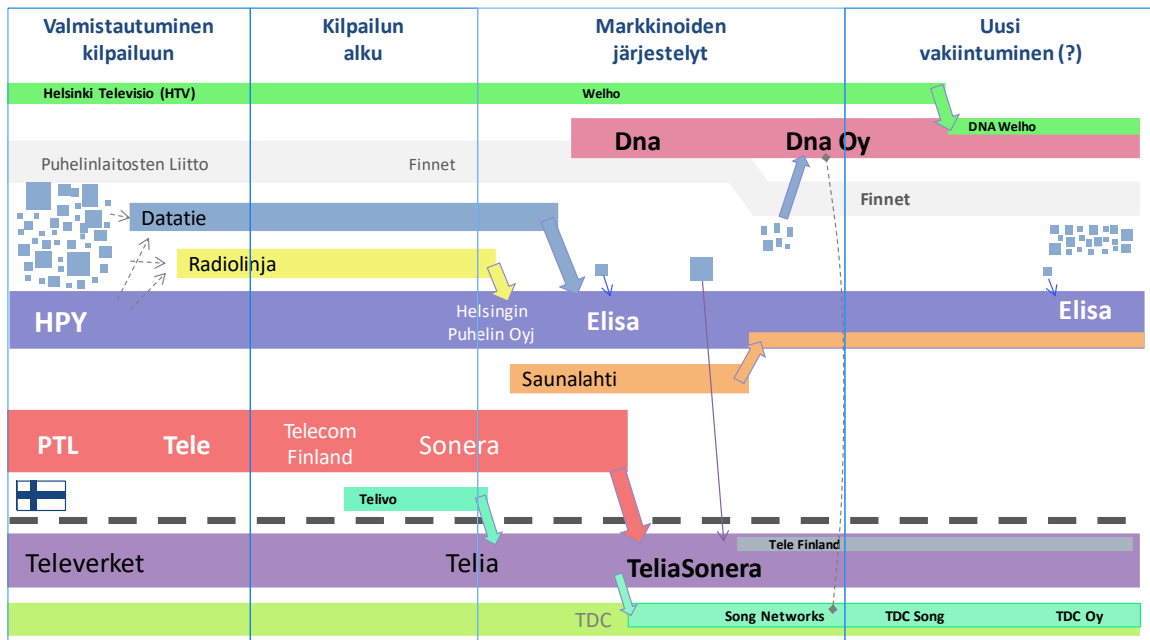 Valmistautuminen
kilpailuun
Kilpailun
alku
Markkinoiden
järjestelyt
Uusi
vakiintuminen (?)
Helsinki Televisio (HTV)
Welho
DNA Welho
Dna
Dna Oy
Puhelinlaitosten Liitto
Finnet
Finnet
Datatie
Radiolinja
HPY
Helsingin
Puhelin Oyj
Elisa
Elisa
Saunalahti
PTL
Tele
Telecom
Finland
Sonera
Telivo
Tele Finland
Televerket
Telia
TeliaSonera
TDC
Song Networks
TDC Song
TDC Oy